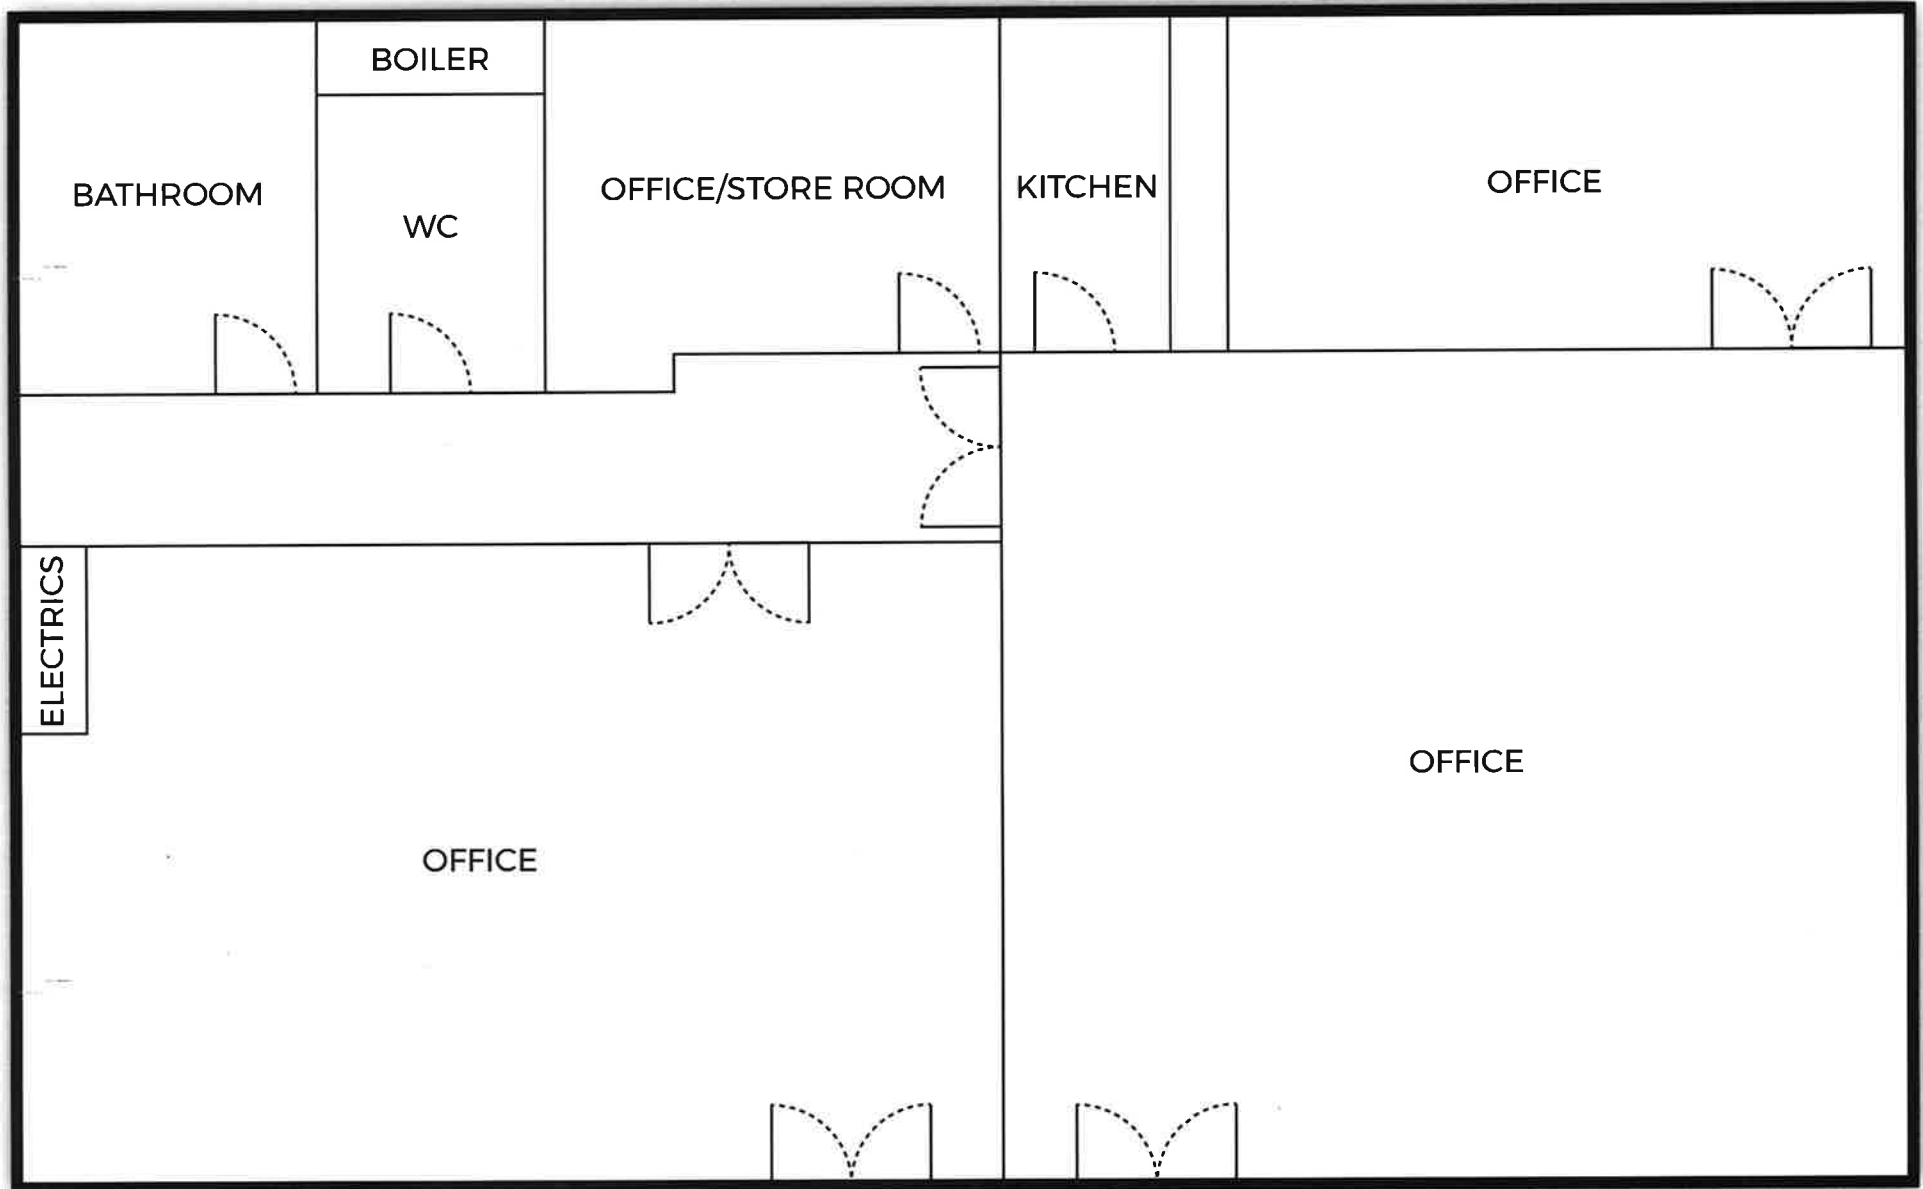 BOILER
BATHROOM
WC
OFFICE/STORE ROOM
KITCHEN
OFFICE
ELECTRICS
OFFICE
OFFICE